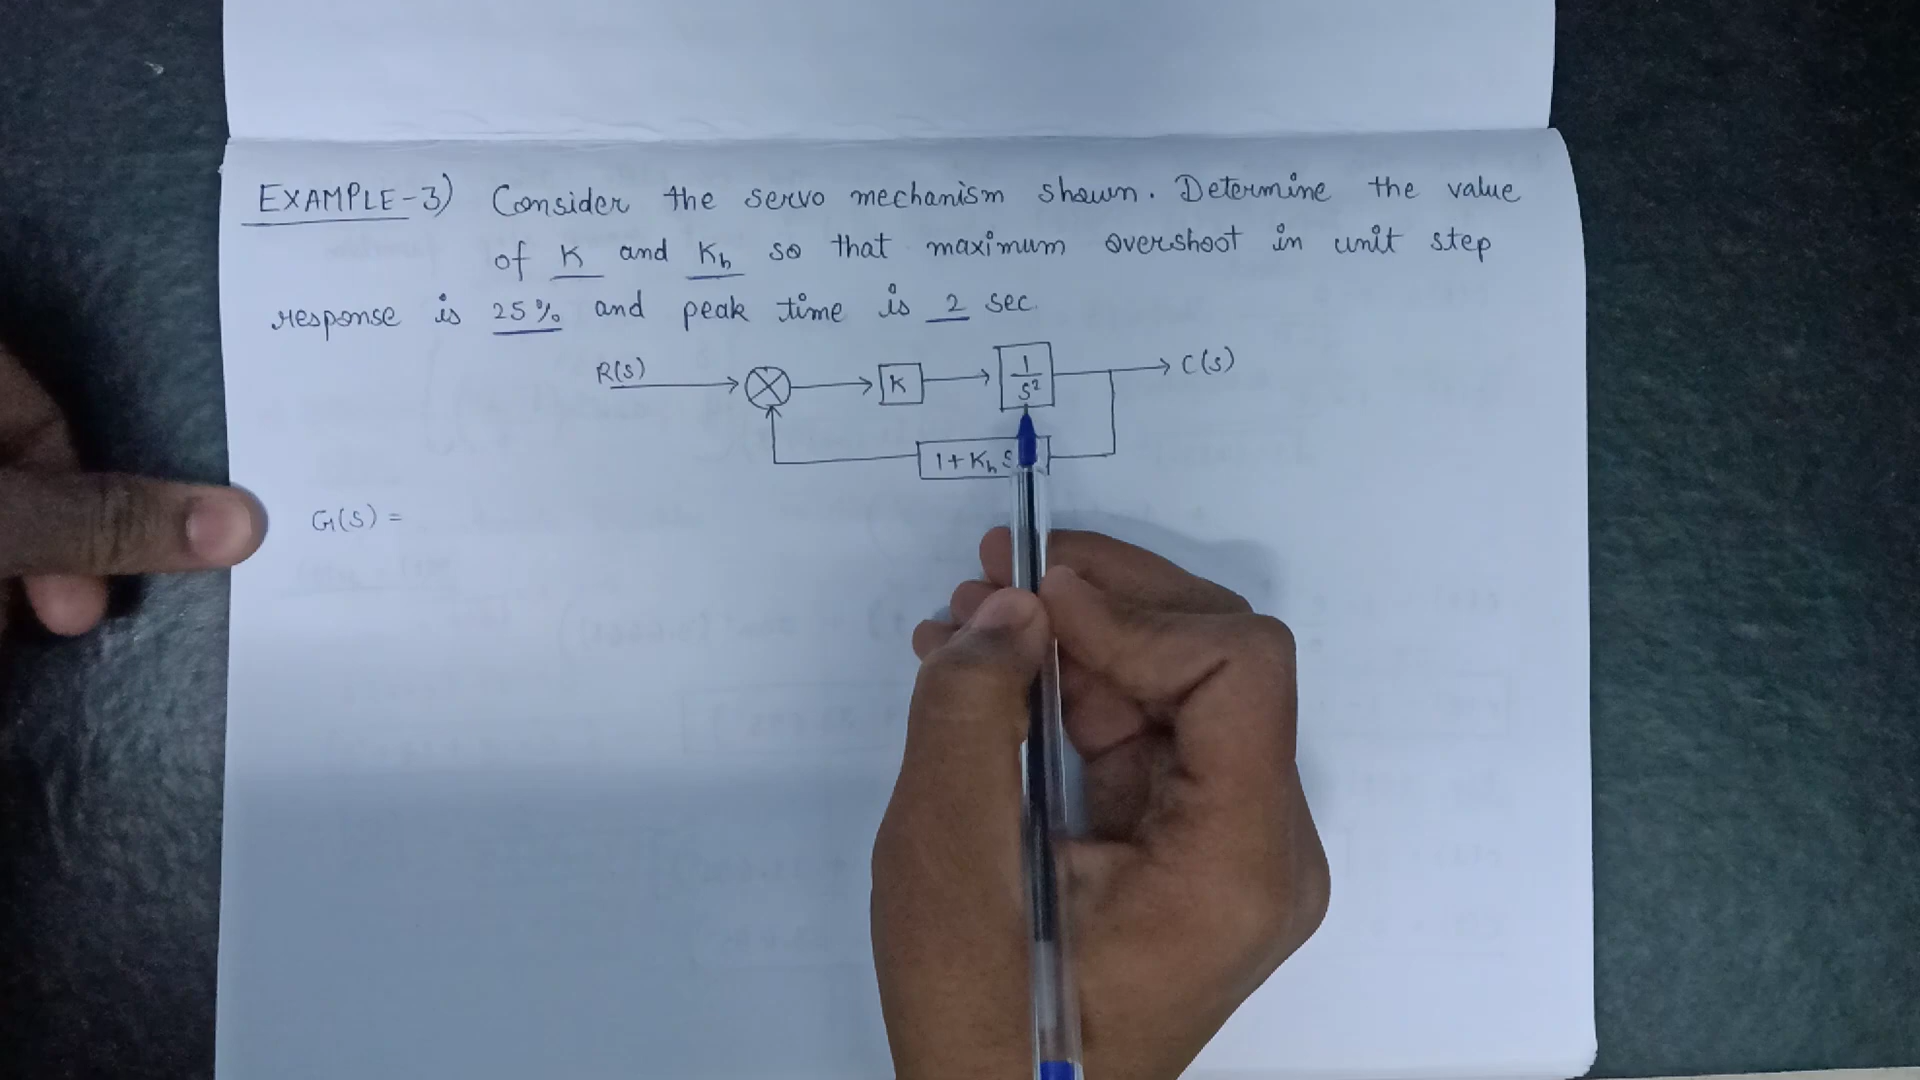 EXAMPLE-3) Consider the servo mechanism shown. Determine the value
of K and Kh so that maximum overshoot in unit step
response is 25% and peak time is 2 sec.
R(s)
K
1/s²
C(s)
1+Kh S
G(s) =